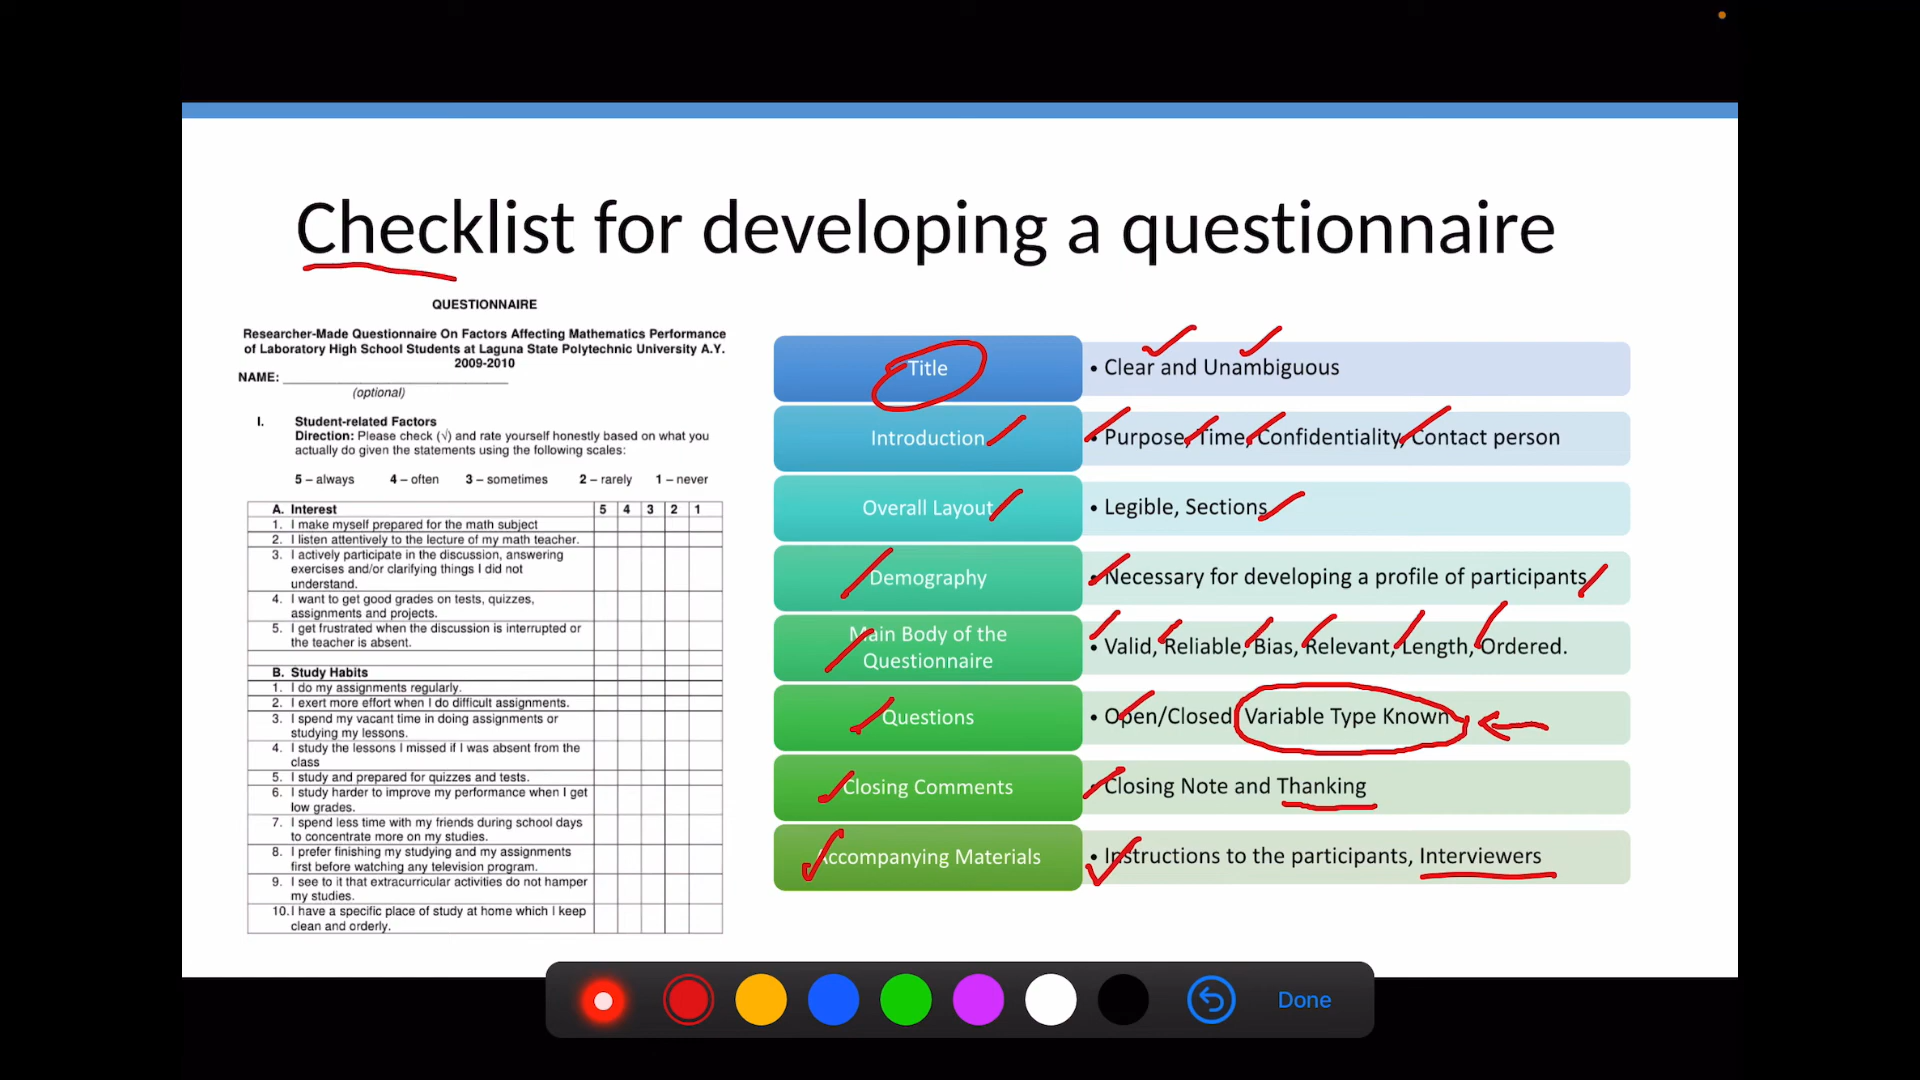 Checklist for developing a questionnaire
QUESTIONNAIRE
Researcher-Made Questionnaire On Factors Affecting Mathematics Performance
of Laboratory High School Students at Laguna State Polytechnic University A.Y.
2009-2010
NAME: ________________________________
(optional)
I. Student-related Factors
Direction: Please check (√) and rate yourself honestly based on what you
actually do given the statements using the following scales:
5 – always 4 – often 3 – sometimes 2 – rarely 1 – never
A. Interest 5 4 3 2 1
1. I make myself prepared for the math subject
2. I listen attentively to the lecture of my math teacher.
3. I actively participate in the discussion, answering
exercises and/or clarifying things I did not
understand.
4. I want to get good grades on tests, quizzes,
assignments and projects.
5. I get frustrated when the discussion is interrupted or
the teacher is absent.
B. Study Habits
1. I do my assignments regularly.
2. I exert more effort when I do difficult assignments.
3. I spend my vacant time in doing assignments or
studying my lessons.
4. I study the lessons I missed if I was absent from the
class
5. I study and prepared for quizzes and tests.
6. I study harder to improve my performance when I get
low grades.
7. I spend less time with my friends during school days
to concentrate more on my studies.
8. I prefer finishing my studying and my assignments
first before watching any television program.
9. I see to it that extracurricular activities do not hamper
my studies.
10. I have a specific place of study at home which I keep
clean and orderly.
Title
• Clear and Unambiguous
Introduction
• Purpose, Time, Confidentiality, Contact person
Overall Layout
• Legible, Sections
Demography
• Necessary for developing a profile of participants
Main Body of the
Questionnaire
• Valid, Reliable, Bias, Relevant, Length, Ordered.
Questions
• Open/Closed, Variable Type Known
Closing Comments
• Closing Note and Thanking
Accompanying Materials
• Instructions to the participants, Interviewers
Done